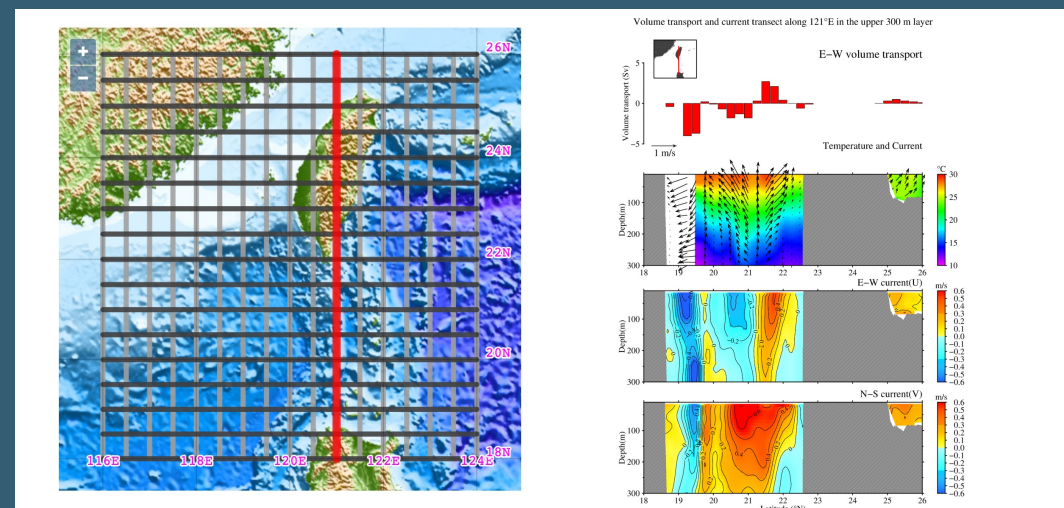 +
−
26N
24N
22N
20N
18N
116E 118E 120E 122E 124E
Volume transport and current transect along 121°E in the upper 300 m layer
E−W volume transport
Volume transport (Sv)
5
0
−5
1 m/s
Temperature and Current
Depth(m)
100
200
300
18 19 20 21 22 23 24 25 26
°C
30
25
20
15
10
E−W current(U)
Depth(m)
100
200
300
m/s
0.6
0.5
0.4
0.3
0.2
0.1
0.0
−0.1
−0.2
−0.3
−0.4
−0.5
−0.6
N−S current(V)
Depth(m)
100
200
300
18 19 20 21 22 23 24 25 26
m/s
0.6
0.5
0.4
0.3
0.2
0.1
0.0
−0.1
−0.2
−0.3
−0.4
−0.5
−0.6